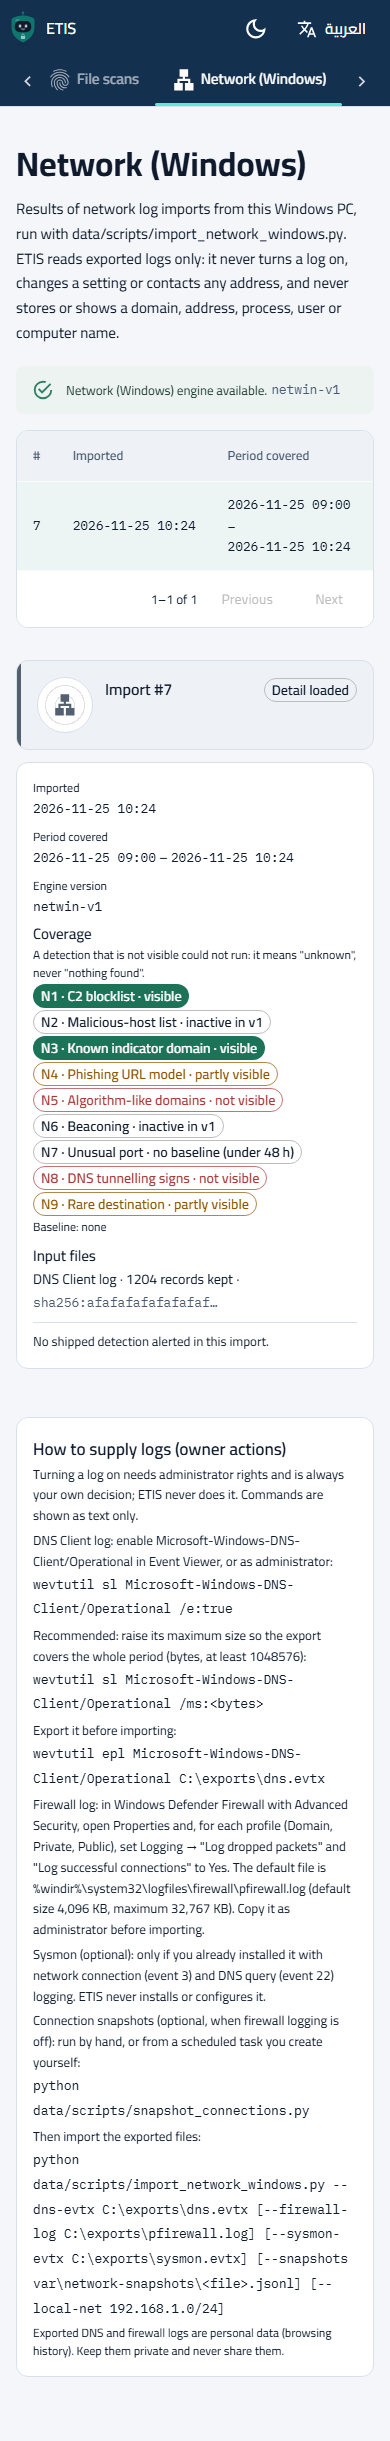 ETIS
العربية
File scans
Network (Windows)
Network (Windows)
Results of network log imports from this Windows PC,
run with data/scripts/import_network_windows.py.
ETIS reads exported logs only: it never turns a log on,
changes a setting or contacts any address, and never
stores or shows a domain, address, process, user or
computer name.
Network (Windows) engine available. netwin-v1
# Imported Period covered
7 2026-11-25 10:24 2026-11-25 09:00
–
2026-11-25 10:24
1–1 of 1 Previous Next
Import #7 Detail loaded
Imported
2026-11-25 10:24
Period covered
2026-11-25 09:00 – 2026-11-25 10:24
Engine version
netwin-v1
Coverage
A detection that is not visible could not run: it means "unknown",
never "nothing found".
N1 · C2 blocklist · visible
N2 · Malicious-host list · inactive in v1
N3 · Known indicator domain · visible
N4 · Phishing URL model · partly visible
N5 · Algorithm-like domains · not visible
N6 · Beaconing · inactive in v1
N7 · Unusual port · no baseline (under 48 h)
N8 · DNS tunnelling signs · not visible
N9 · Rare destination · partly visible
Baseline: none
Input files
DNS Client log · 1204 records kept ·
sha256:afafafafafafafaf…
No shipped detection alerted in this import.
How to supply logs (owner actions)
Turning a log on needs administrator rights and is always
your own decision; ETIS never does it. Commands are
shown as text only.
DNS Client log: enable Microsoft-Windows-DNS-
Client/Operational in Event Viewer, or as administrator:
wevtutil sl Microsoft-Windows-DNS-
Client/Operational /e:true
Recommended: raise its maximum size so the export
covers the whole period (bytes, at least 1048576):
wevtutil sl Microsoft-Windows-DNS-
Client/Operational /ms:<bytes>
Export it before importing:
wevtutil epl Microsoft-Windows-DNS-
Client/Operational C:\exports\dns.evtx
Firewall log: in Windows Defender Firewall with Advanced
Security, open Properties and, for each profile (Domain,
Private, Public), set Logging → "Log dropped packets" and
"Log successful connections" to Yes. The default file is
%windir%\system32\logfiles\firewall\pfirewall.log (default
size 4,096 KB, maximum 32,767 KB). Copy it as
administrator before importing.
Sysmon (optional): only if you already installed it with
network connection (event 3) and DNS query (event 22)
logging. ETIS never installs or configures it.
Connection snapshots (optional, when firewall logging is
off): run by hand, or from a scheduled task you create
yourself:
python
data/scripts/snapshot_connections.py
Then import the exported files:
python
data/scripts/import_network_windows.py --
dns-evtx C:\exports\dns.evtx [--firewall-
log C:\exports\pfirewall.log] [--sysmon-
evtx C:\exports\sysmon.evtx] [--snapshots
var\network-snapshots\<file>.jsonl] [--
local-net 192.168.1.0/24]
Exported DNS and firewall logs are personal data (browsing
history). Keep them private and never share them.